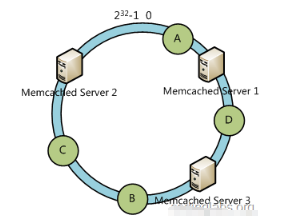 2³²-1 0
A
Memcached Server 2
Memcached Server 1
D
C
B
Memcached Server 3